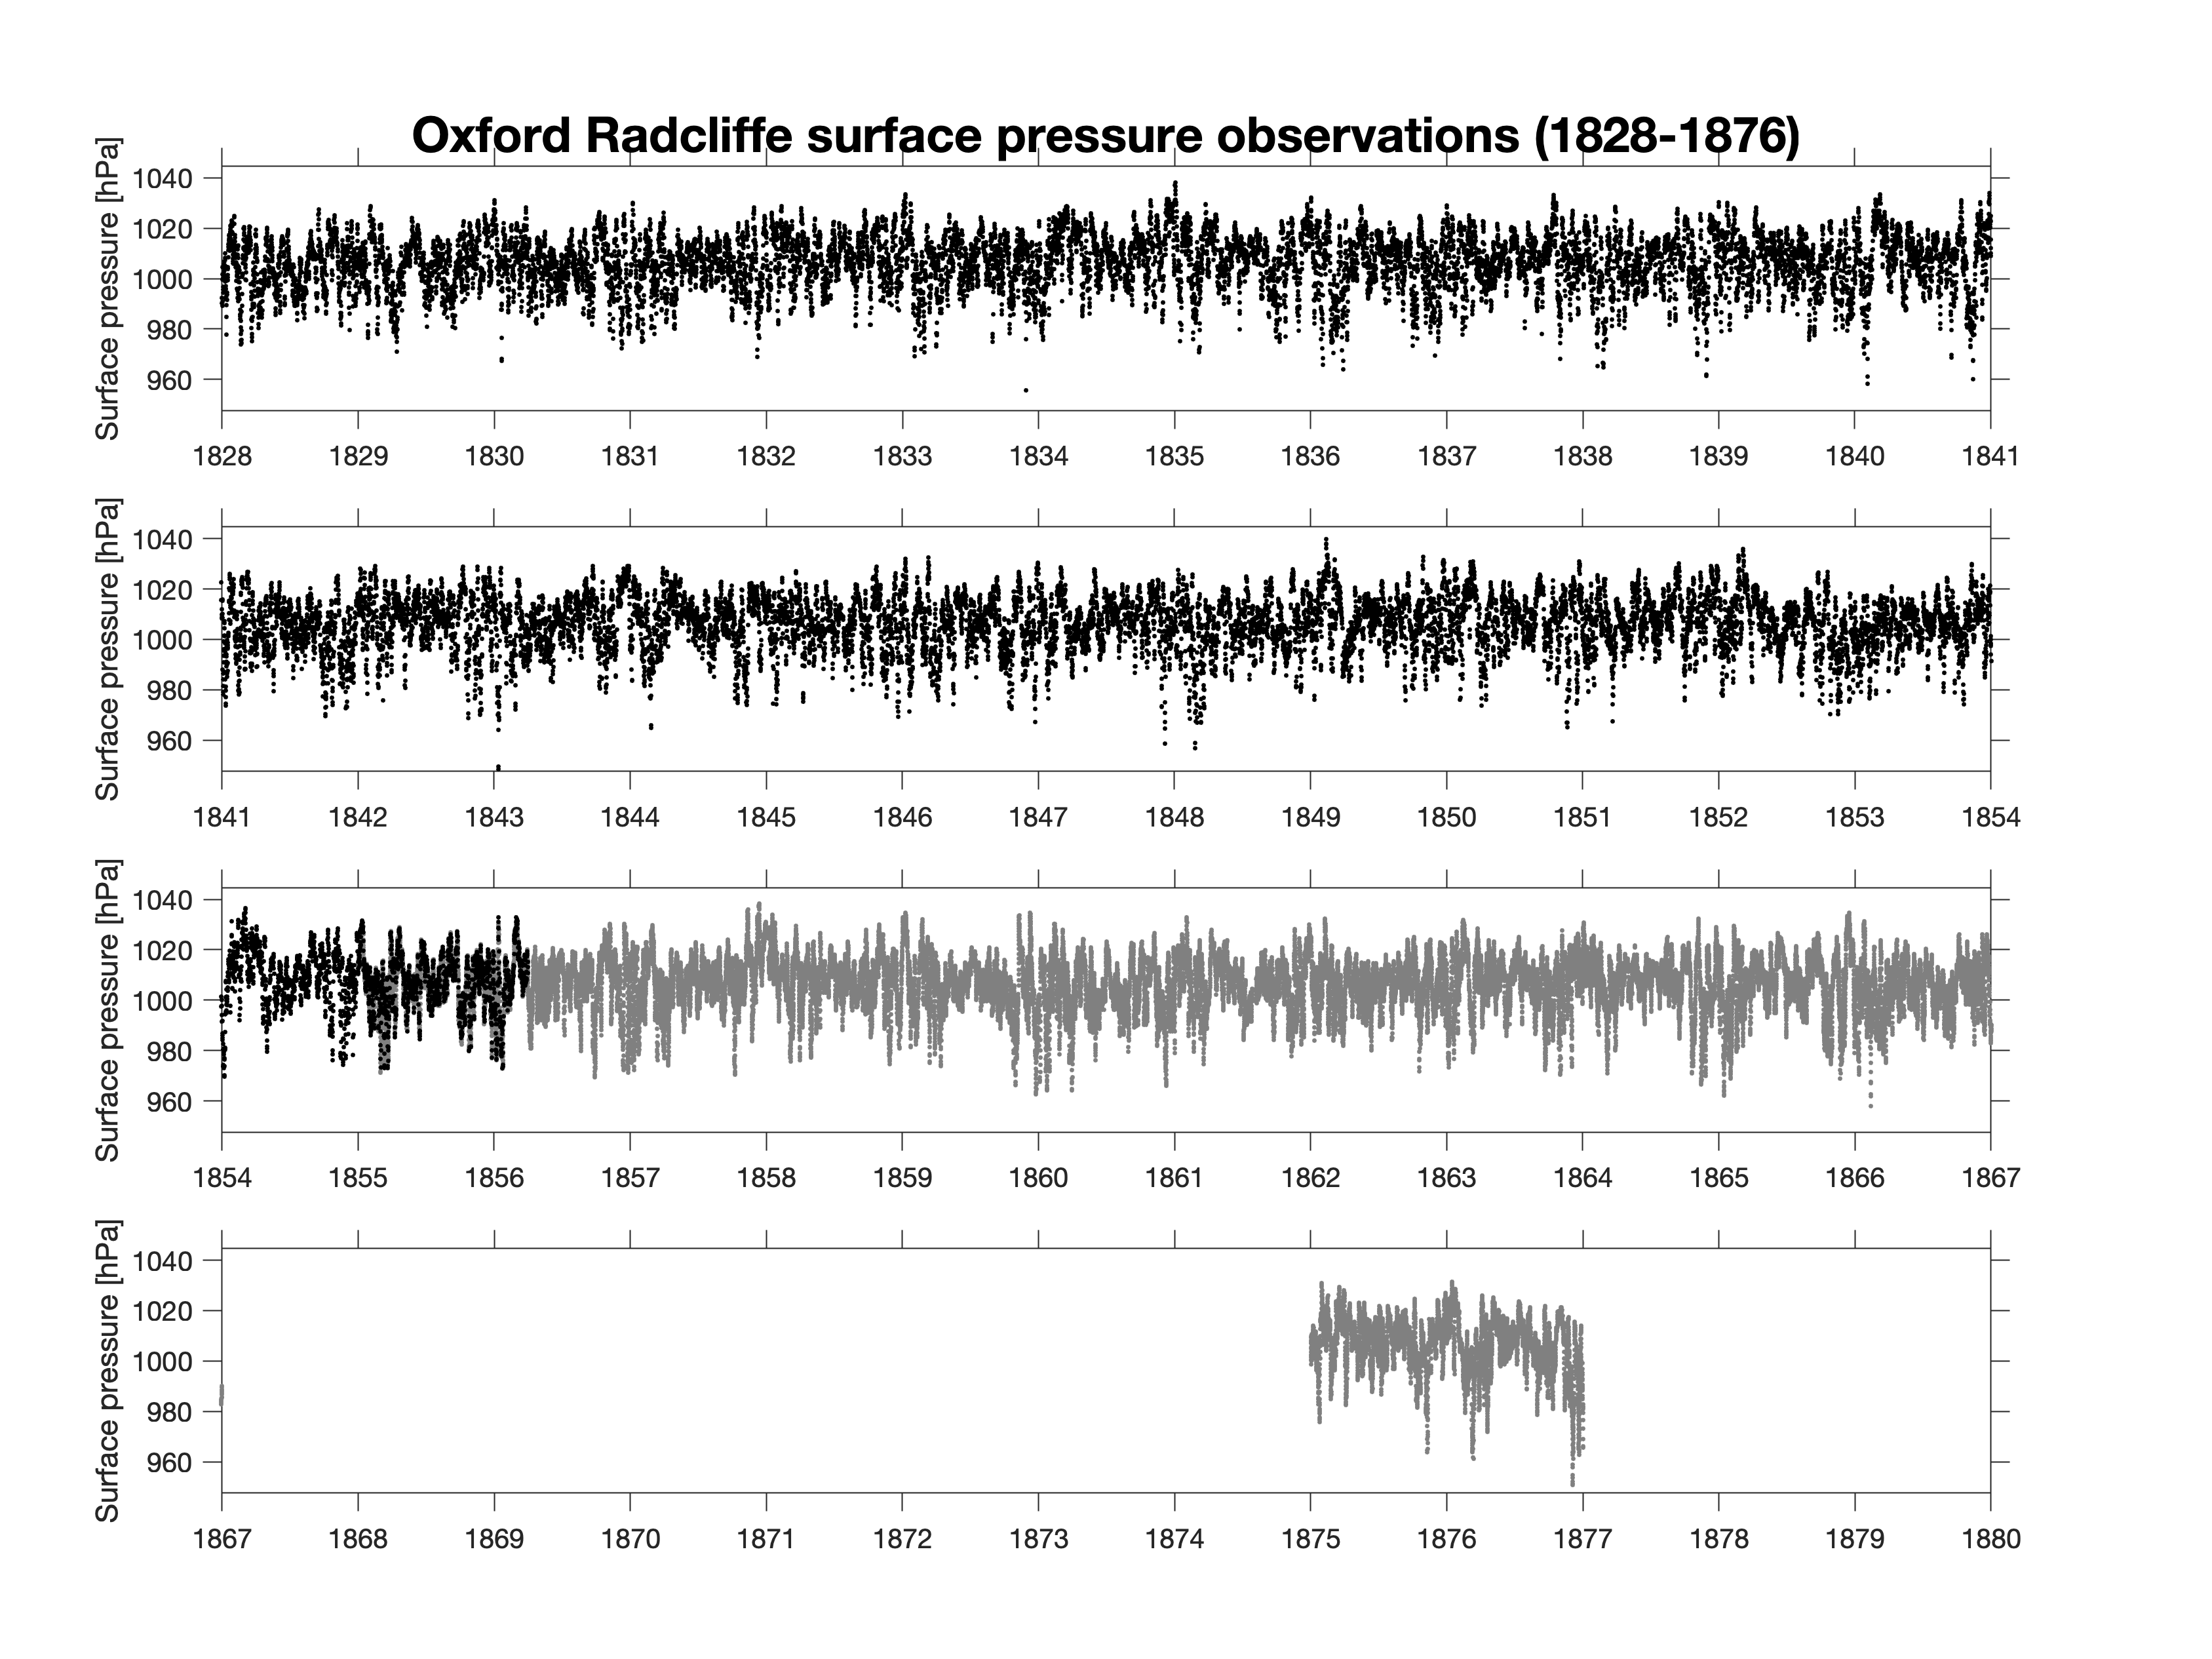 Oxford Radcliffe surface pressure observations (1828-1876)
Surface pressure [hPa]
1040
1020
1000
980
960
1828 1829 1830 1831 1832 1833 1834 1835 1836 1837 1838 1839 1840 1841
Surface pressure [hPa]
1040
1020
1000
980
960
1841 1842 1843 1844 1845 1846 1847 1848 1849 1850 1851 1852 1853 1854
Surface pressure [hPa]
1040
1020
1000
980
960
1854 1855 1856 1857 1858 1859 1860 1861 1862 1863 1864 1865 1866 1867
Surface pressure [hPa]
1040
1020
1000
980
960
1867 1868 1869 1870 1871 1872 1873 1874 1875 1876 1877 1878 1879 1880